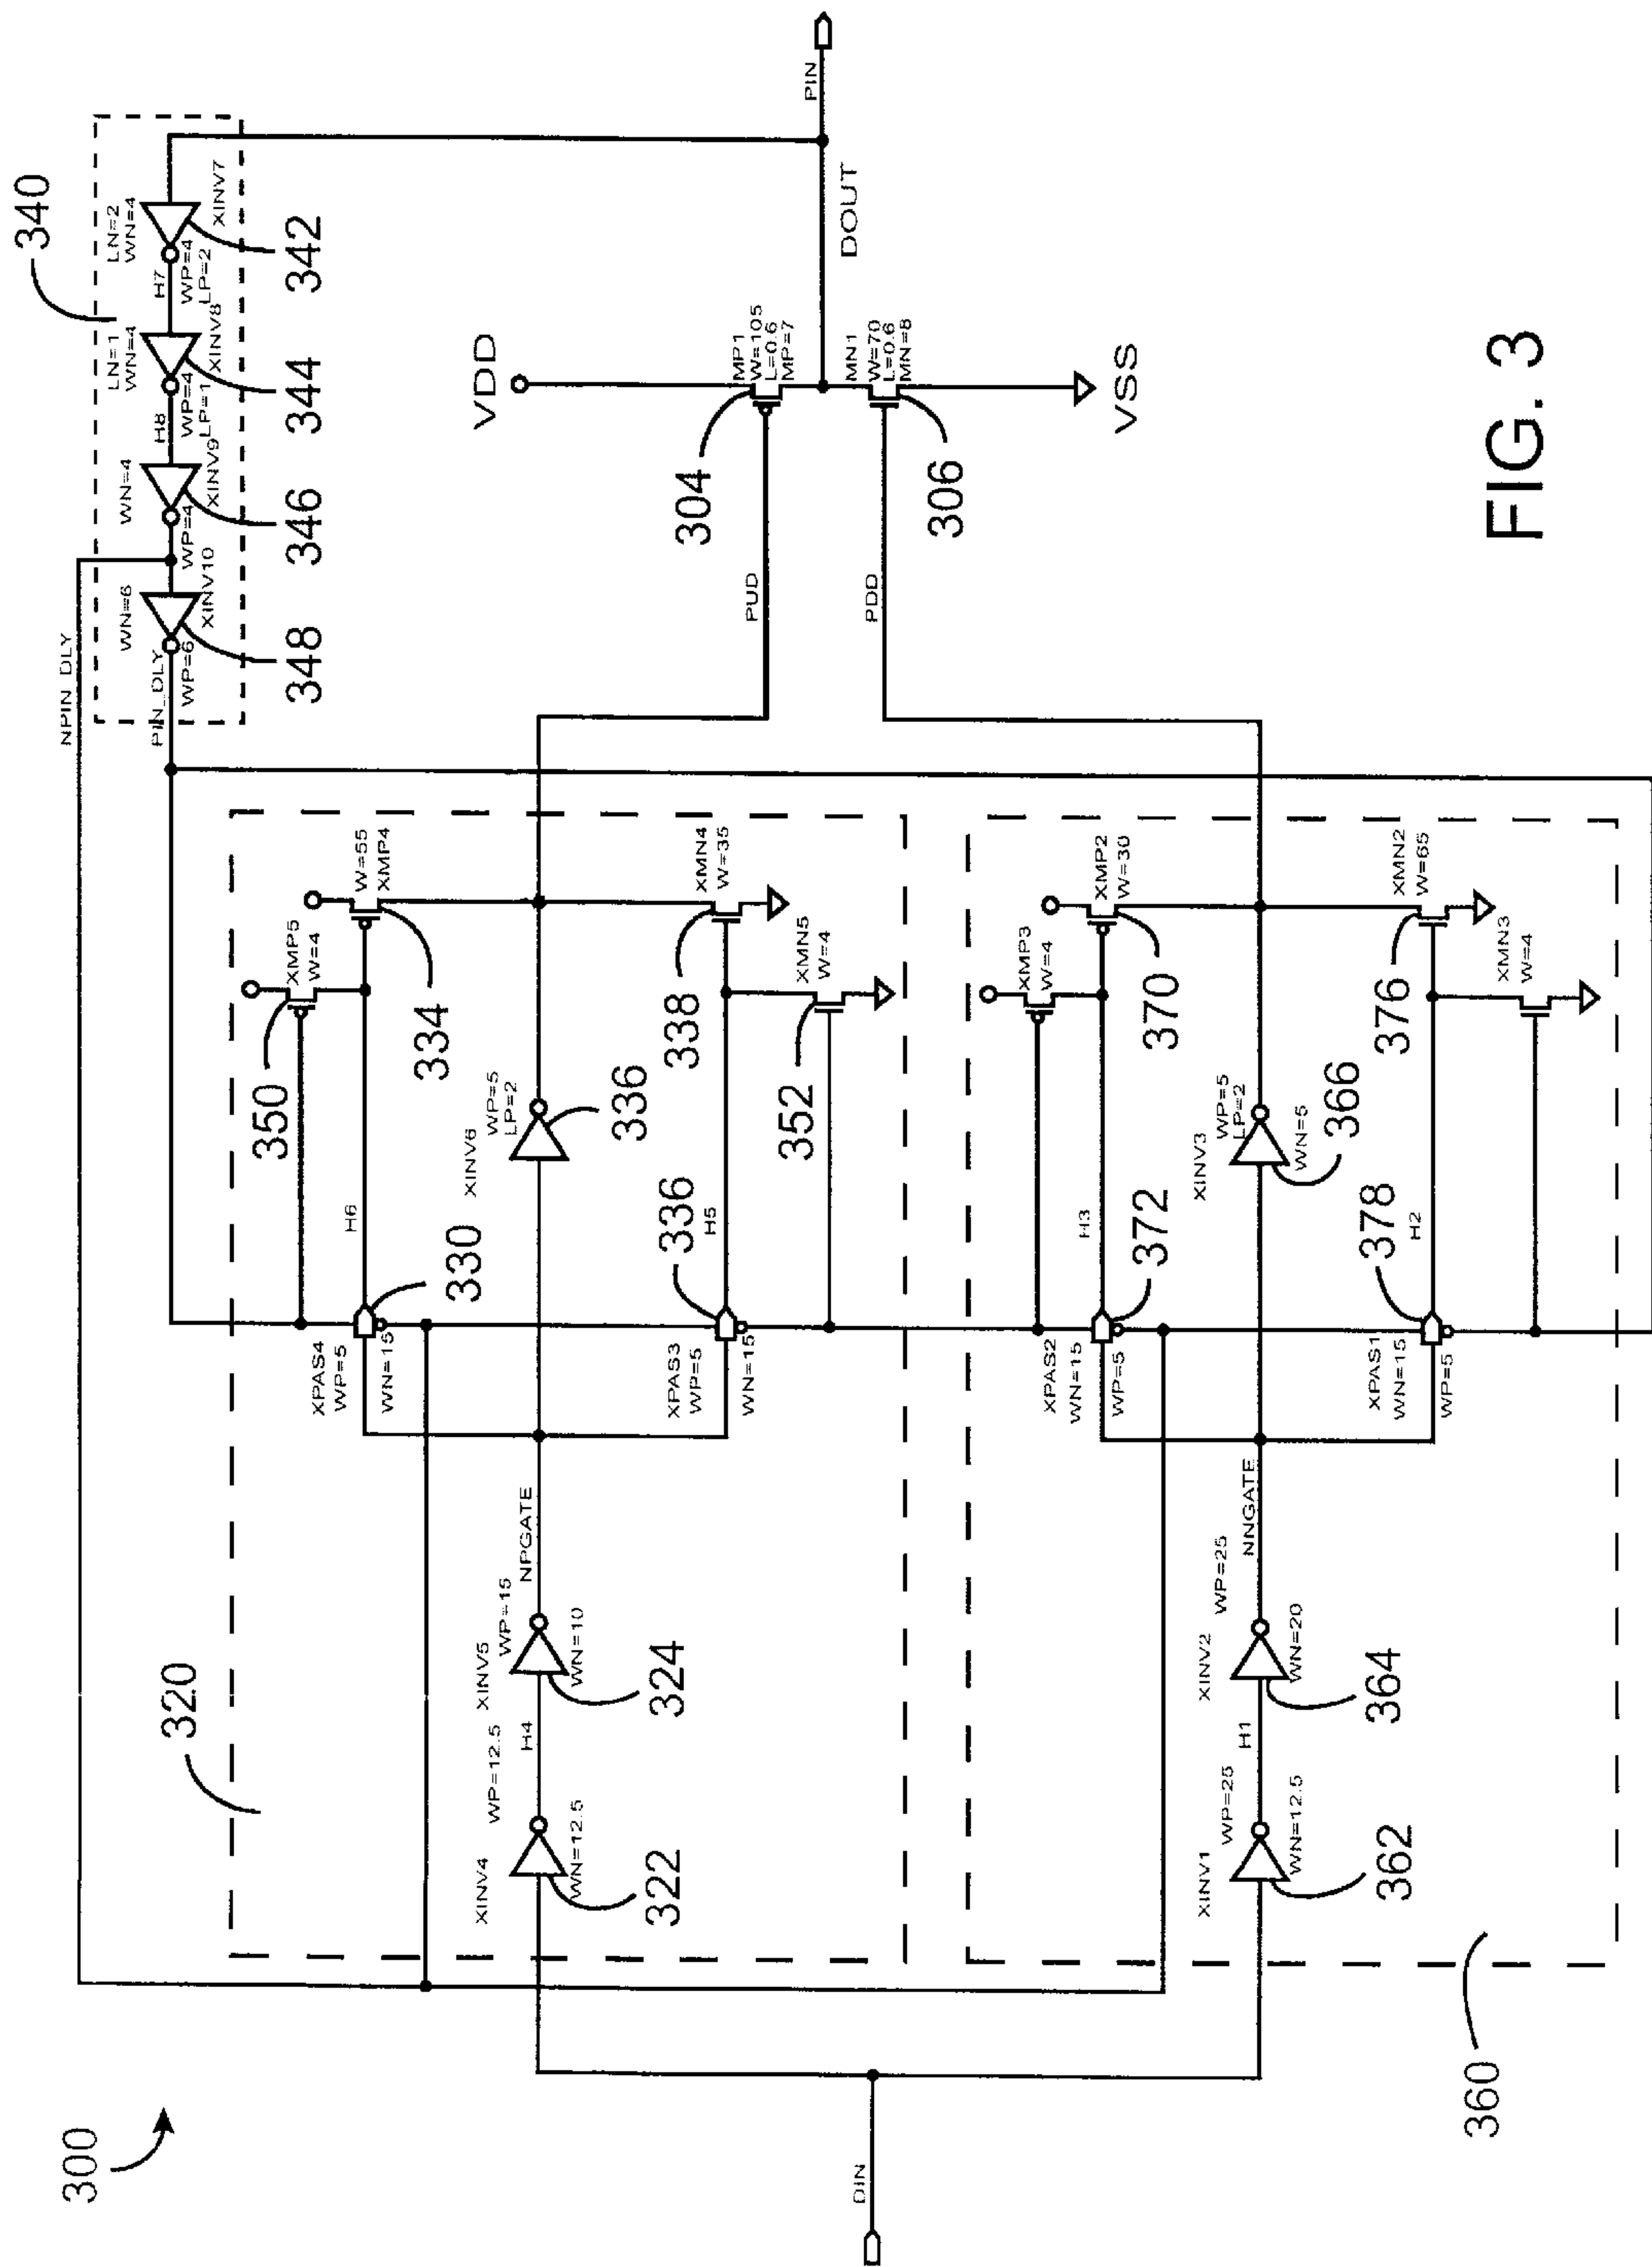 300
340
LN=2
WN=4
XINV7
342
H7
WP=4
LP=2
LN=1
WN=4
XINV8
344
H8
WP=4
LP=1
WN=4
XINV9
346
WP=4
WN=6
XINV10
348
WP=6
NPIN_DLY
PIN_DLY
PIN
DOUT
VDD
MP1
W=105
L=0.6
MP=7
304
MN1
W=70
L=0.6
MN=8
306
VSS
PUD
PDD
320
XMP5
W=4
350
W=55
XMP4
334
H6
330
XPAS4
WP=5
WN=15
XINV6
WP=5
LP=2
336
XMN4
W=35
338
XMN5
W=4
352
336
H5
XPAS3
WP=5
WN=15
NPGATE
XINV5
WP=15
WN=10
324
H4
XINV4
WP=12.5
WN=12.5
322
DIN
XMP3
W=4
XMP2
W=30
370
H3
372
XPAS2
WN=15
WP=5
XINV3
WP=5
LP=2
WN=5
366
XMN2
W=65
376
XMN3
W=4
378
H2
XPAS1
WN=15
WP=5
NNGATE
XINV2
WP=25
WN=20
364
H1
XINV1
WP=25
WN=12.5
362
360
FIG. 3